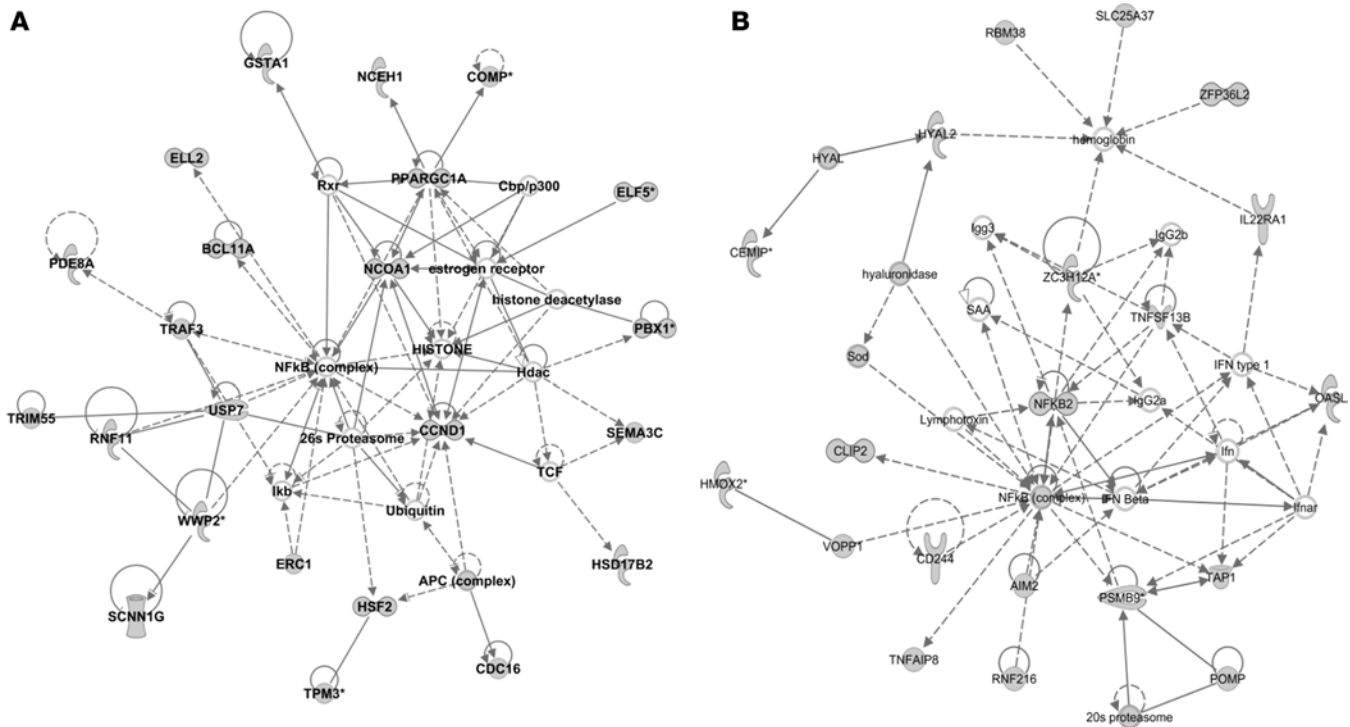 A
GSTA1
NCEH1
COMP*
ELL2
Rxr
PPARGC1A
Cbp/p300
ELF5*
BCL11A
PDE8A
NCOA1
estrogen receptor
histone deacetylase
TRAF3
PBX1*
HISTONE
NFkB (complex)
Hdac
TRIM55
USP7
RNF11
26s Proteasome
CCND1
SEMA3C
TCF
Ikb
Ubiquitin
WWP2*
ERC1
APC (complex)
HSD17B2
HSF2
SCNN1G
CDC16
TPM3*
B
SLC25A37
RBM38
ZFP36L2
HYAL2
hemoglobin
HYAL
IL22RA1
Igg3
IgG2b
CEMIP*
hyaluronidase
ZC3H12A*
SAA
TNFSF13B
Sod
IFN type 1
NFKB2
IgG2a
OASL
Lymphotoxin
CLIP2
Ifn
HMOX2*
NFkB (complex)
IFN Beta
Ifnar
VOPP1
CD244
AIM2
PSMB9*
TAP1
TNFAIP8
RNF216
POMP
20s proteasome